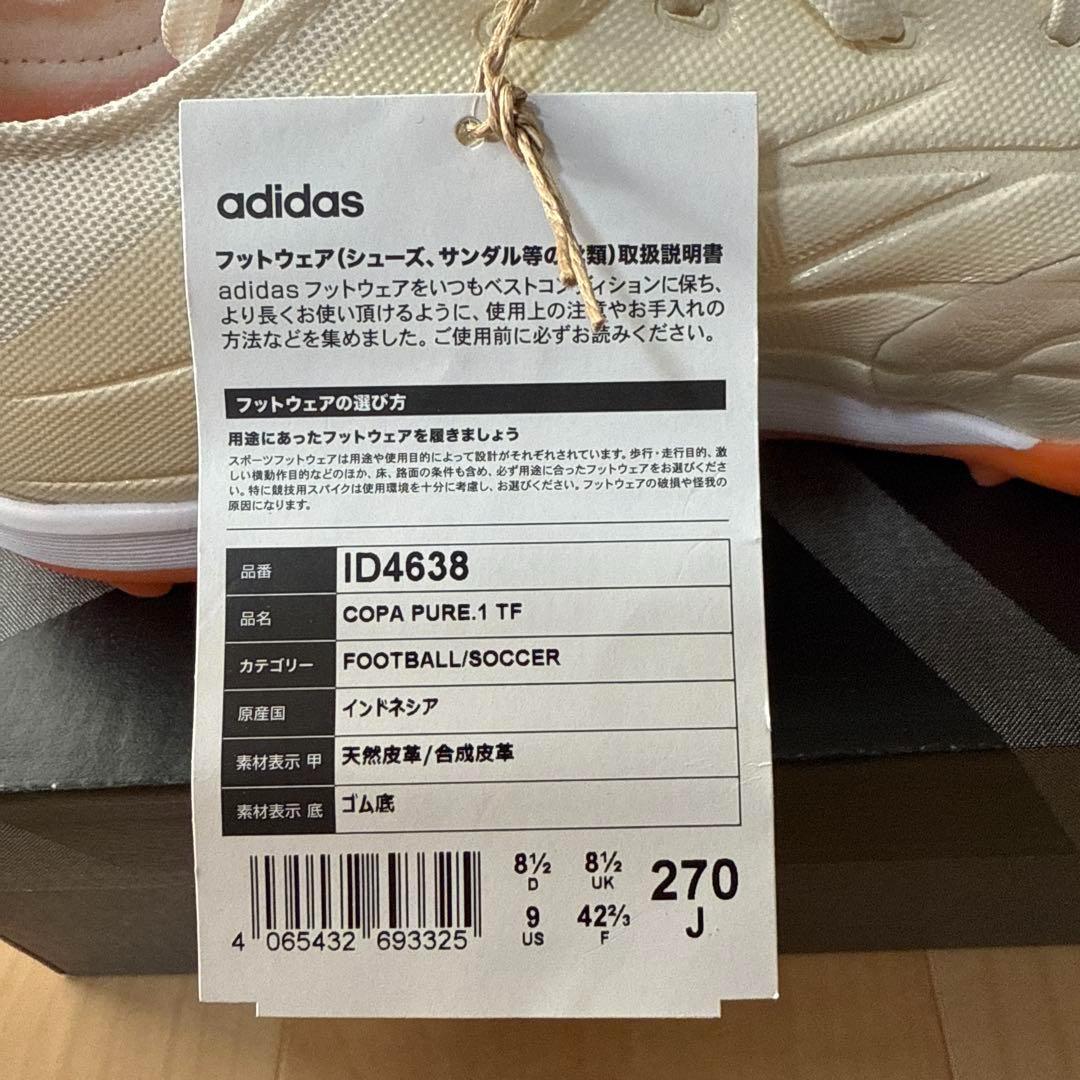 adidas
フットウェア(シューズ、サンダル等の 類)取扱説明書
adidas フットウェアをいつもベストコンディションに保ち、
より長くお使い頂けるように、使用上の注意やお手入れの
方法などを集めました。ご使用前に必ずお読みください。
フットウェアの選び方
用途にあったフットウェアを履きましょう
スポーツフットウェアは用途や使用目的によって設計がそれぞれされています。歩行・走行目的、激
しい横動作目的などのほか、床、路面の条件も含め、必ず用途に合ったフットウェアをお選びくださ
い。特に競技用スパイクは使用環境を十分に考慮し、お選びください。フットウェアの破損や怪我の
原因になります。
品番 ID4638
品名 COPA PURE.1 TF
カテゴリー FOOTBALL/SOCCER
原産国 インドネシア
素材表示 甲 天然皮革/合成皮革
素材表示 底 ゴム底
8½ 8½ 270
D UK J
9 42⅔
US F
4 065432 693325